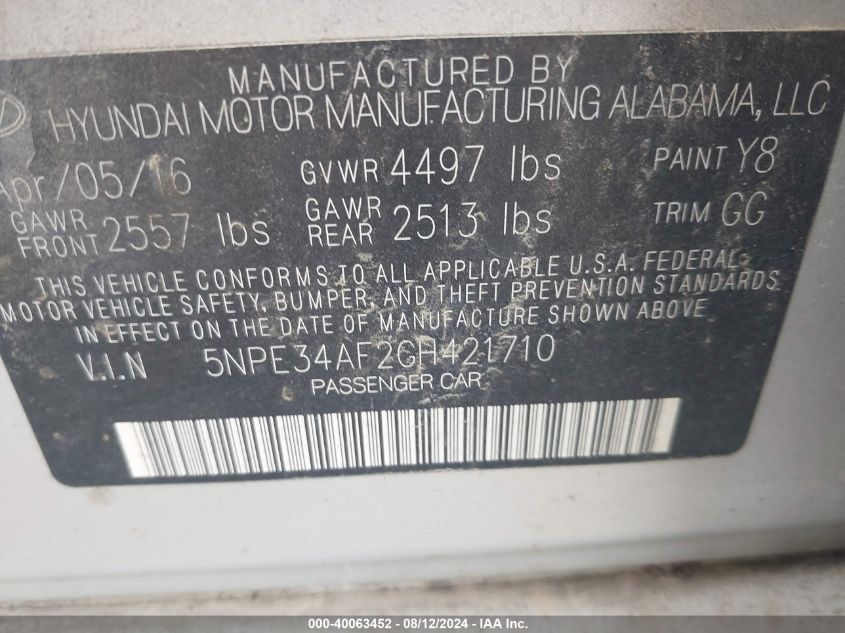 MANUFACTURED BY
HYUNDAI MOTOR MANUFACTURING ALABAMA, LLC
Apr/05/16 GVWR 4497 lbs PAINT Y8
GAWR FRONT 2557 lbs GAWR REAR 2513 lbs TRIM GG
THIS VEHICLE CONFORMS TO ALL APPLICABLE U.S.A. FEDERAL
MOTOR VEHICLE SAFETY, BUMPER, AND THEFT PREVENTION STANDARDS
IN EFFECT ON THE DATE OF MANUFACTURE SHOWN ABOVE
V.I.N 5NPE34AF2GH421710
PASSENGER CAR
000-40063452 - 08/12/2024 - IAA Inc.